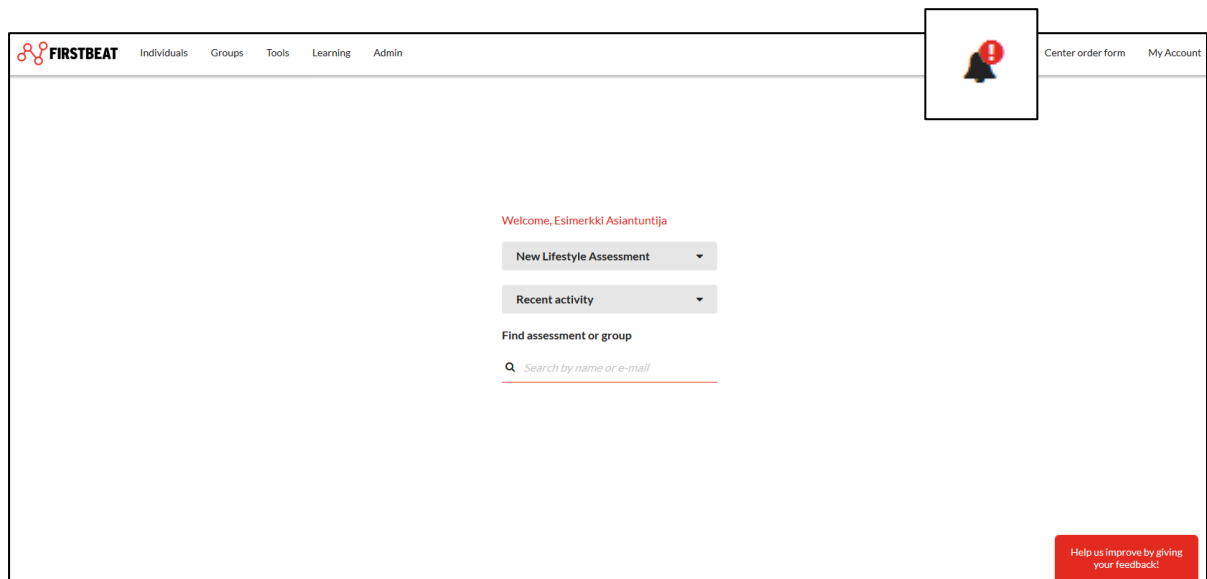 FIRSTBEAT Individuals Groups Tools Learning Admin Center order form My Account
Welcome, Esimerkki Asiantuntija
New Lifestyle Assessment
Recent activity
Find assessment or group
Search by name or e-mail
Help us improve by giving
your feedback!